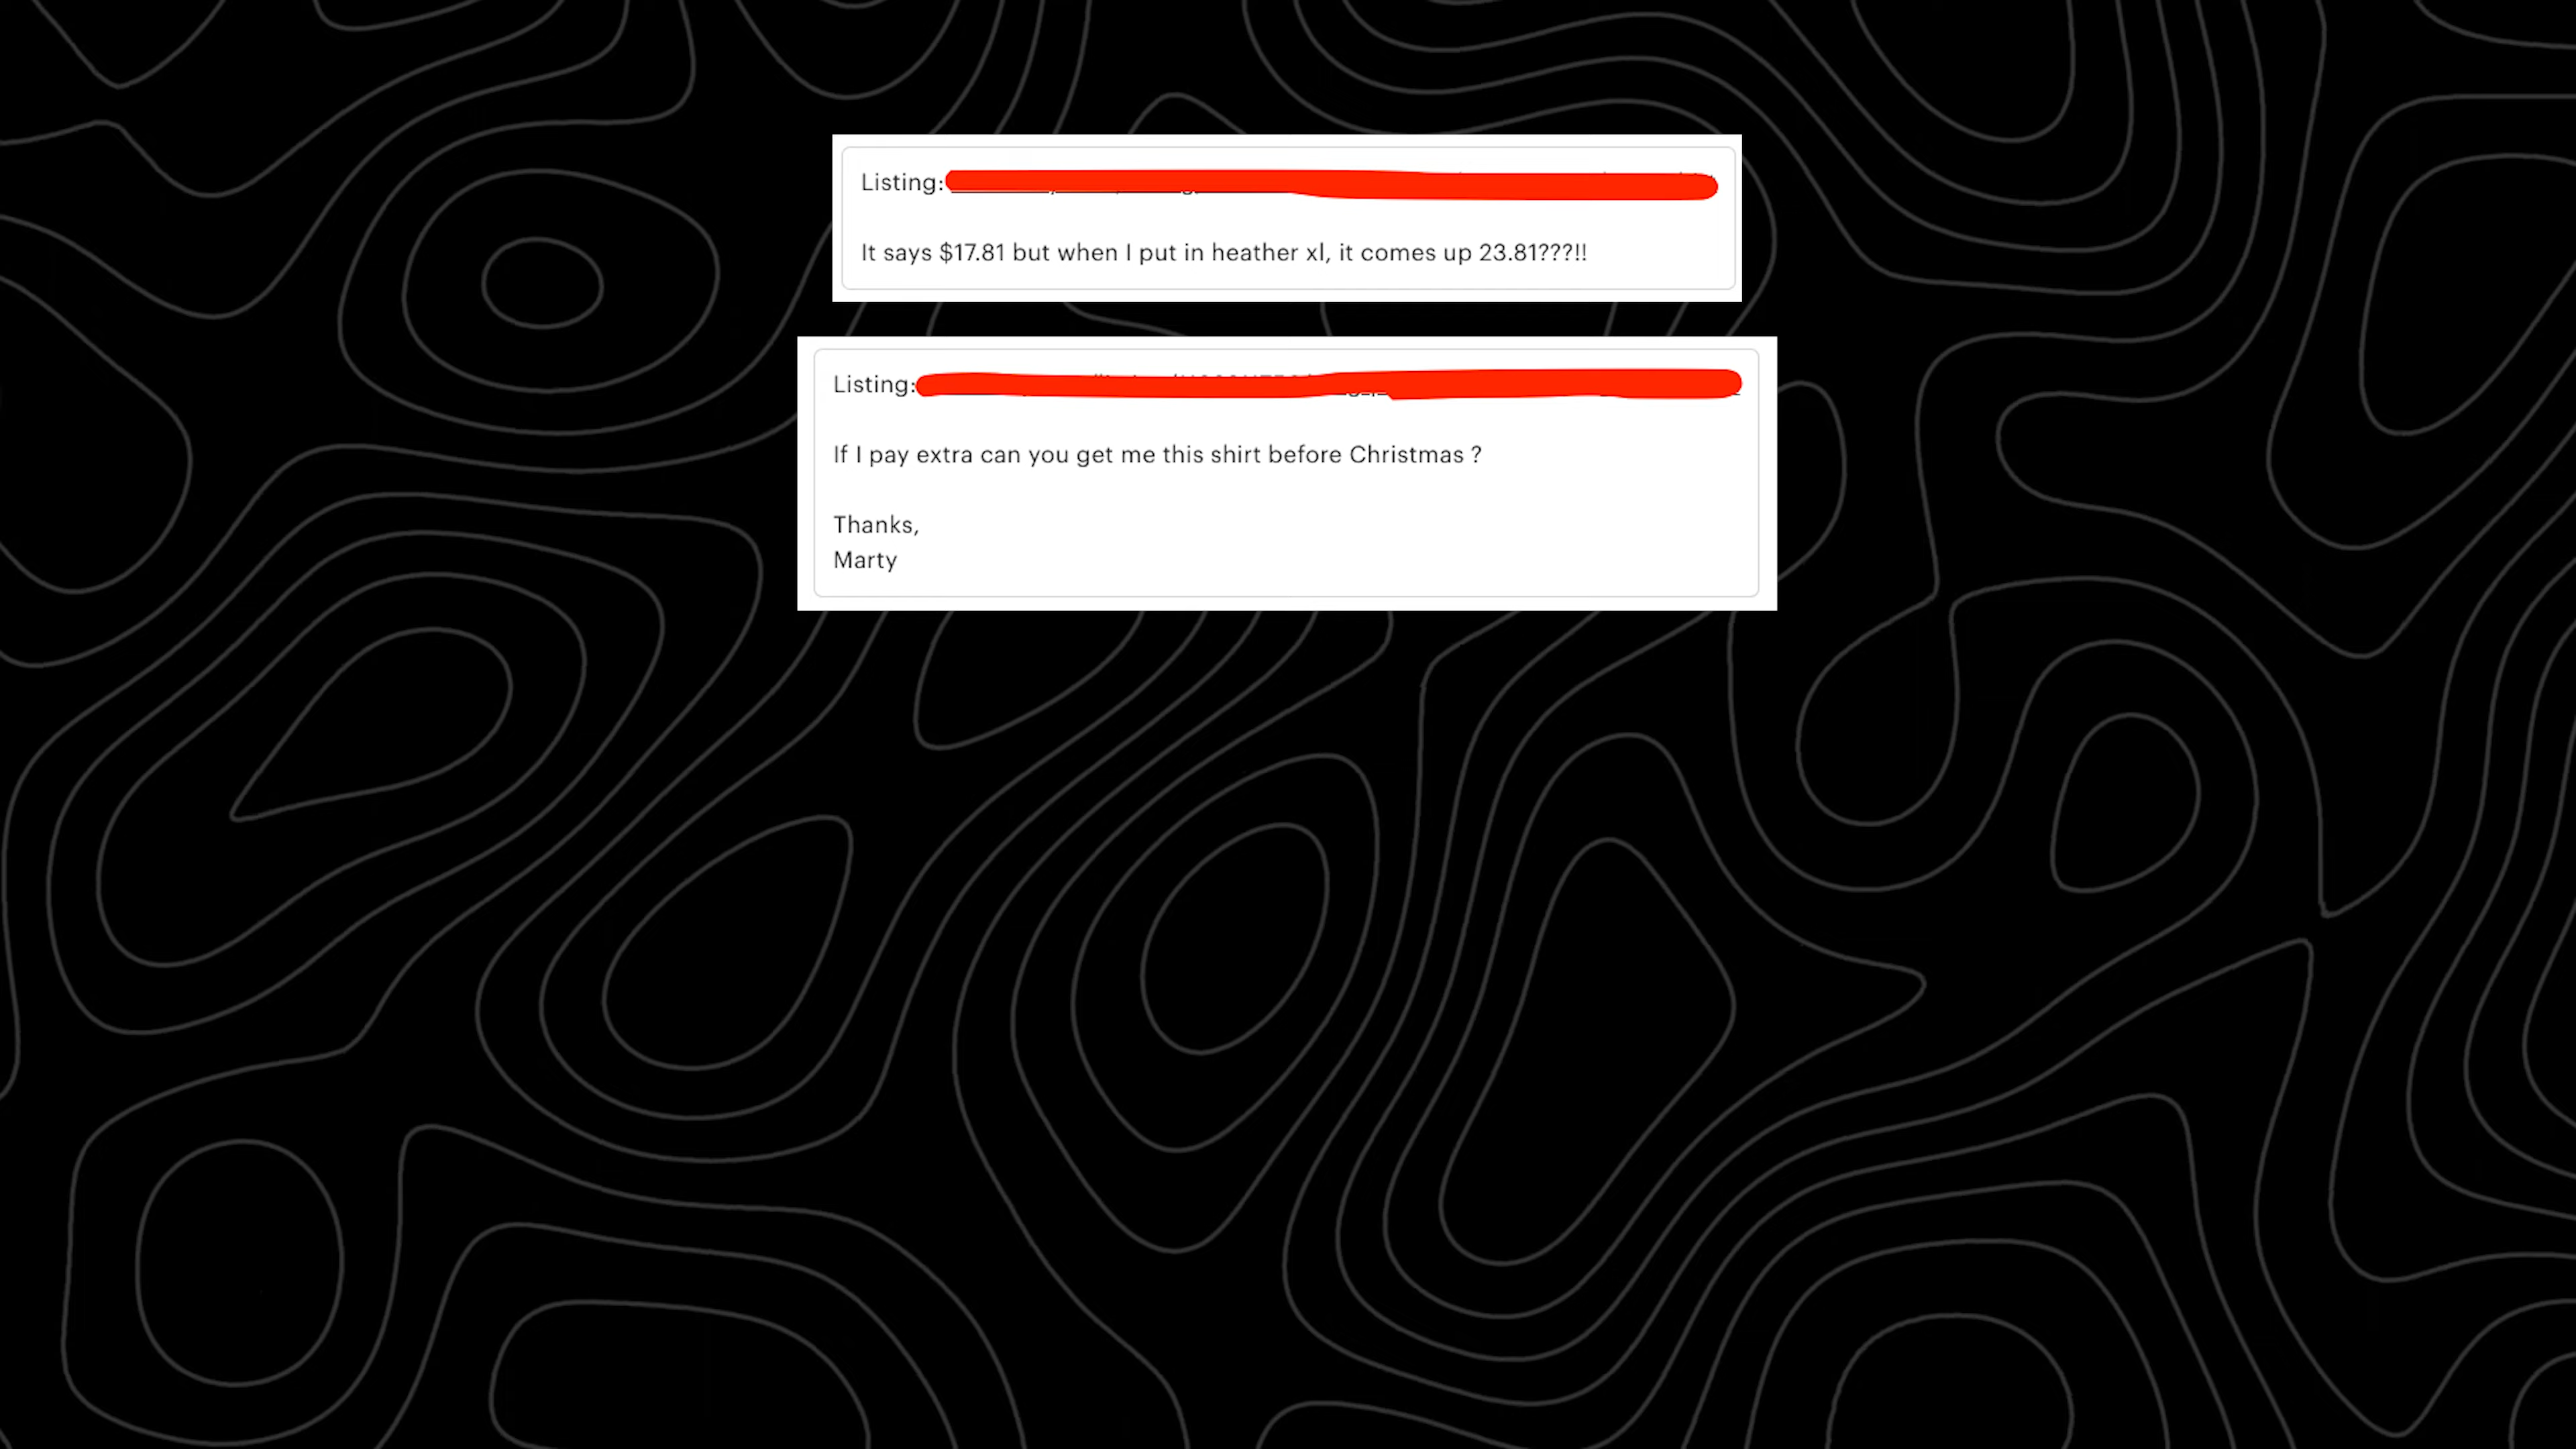 Listing:
It says $17.81 but when I put in heather xl, it comes up 23.81???!!
Listing:
If I pay extra can you get me this shirt before Christmas ?
Thanks,
Marty